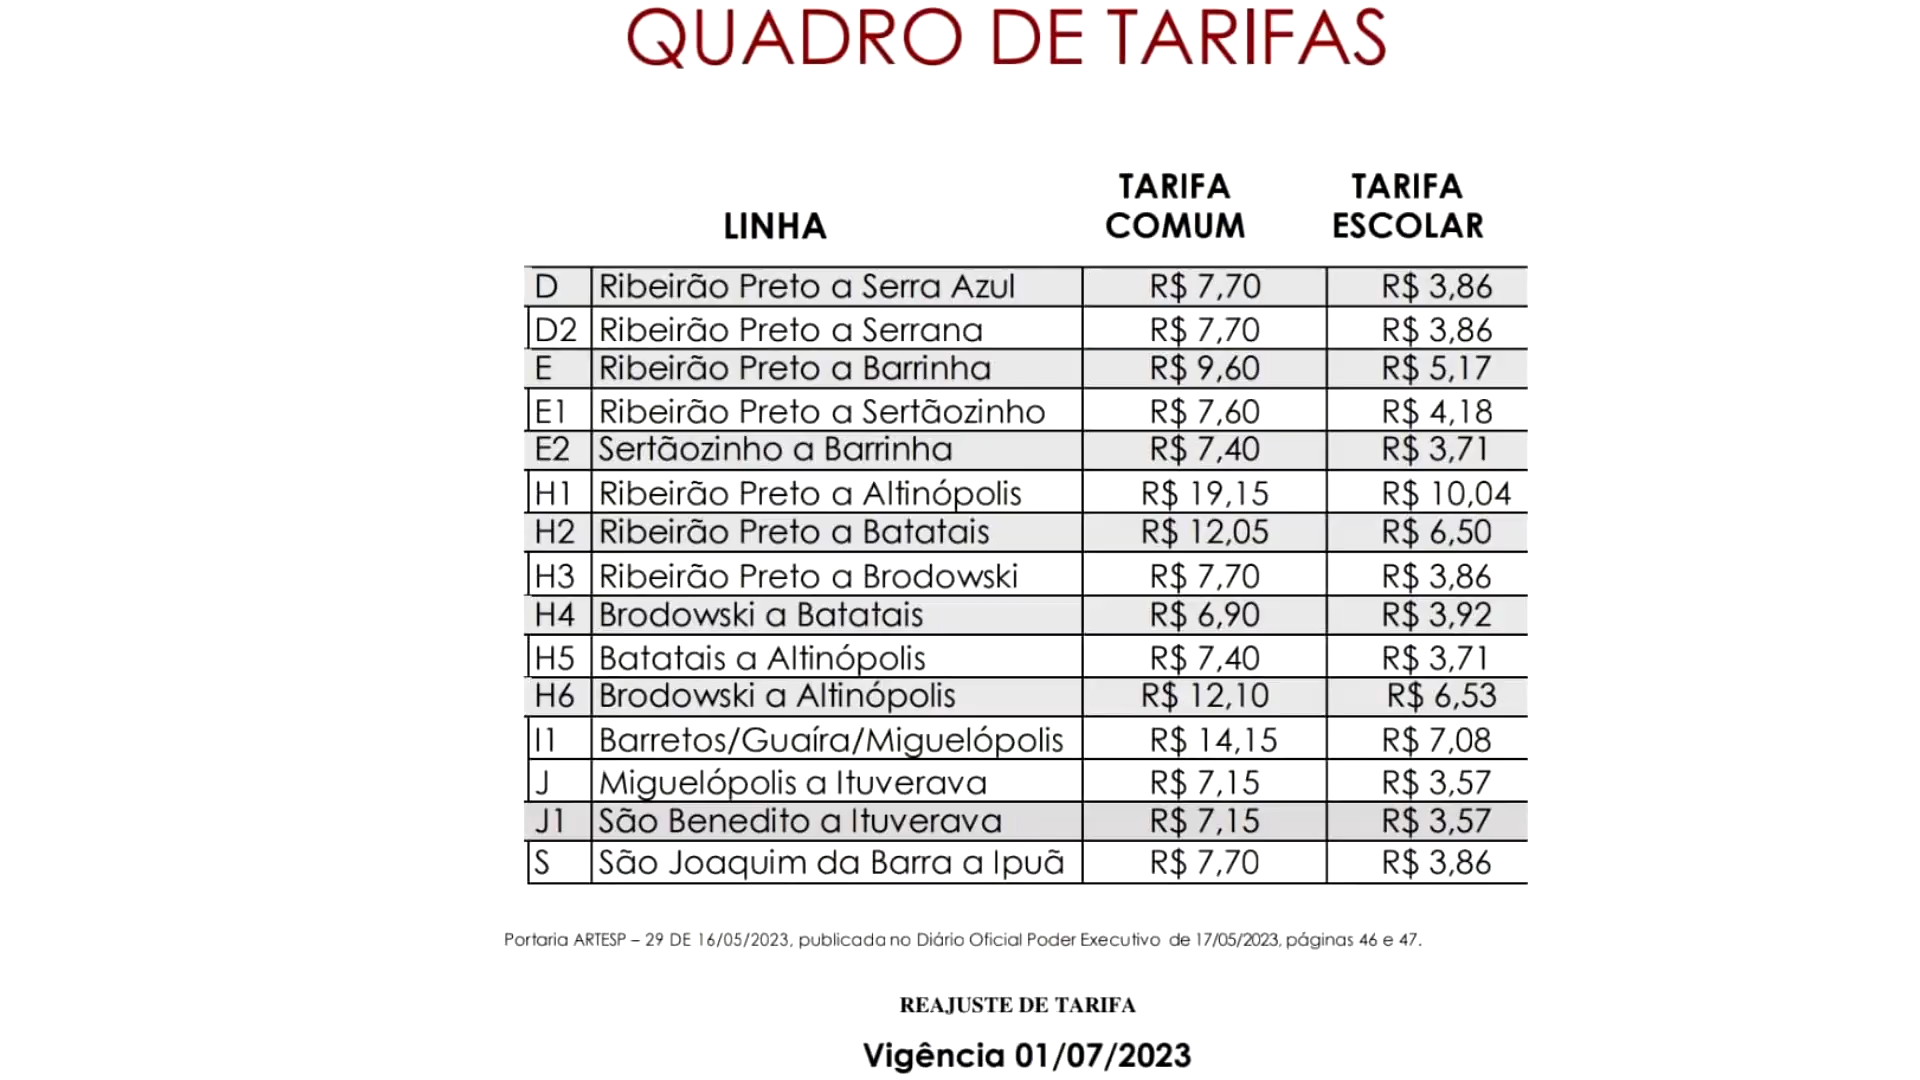 QUADRO DE TARIFAS
LINHA TARIFA COMUM TARIFA ESCOLAR
D Ribeirão Preto a Serra Azul R$ 7,70 R$ 3,86
D2 Ribeirão Preto a Serrana R$ 7,70 R$ 3,86
E Ribeirão Preto a Barrinha R$ 9,60 R$ 5,17
E1 Ribeirão Preto a Sertãozinho R$ 7,60 R$ 4,18
E2 Sertãozinho a Barrinha R$ 7,40 R$ 3,71
H1 Ribeirão Preto a Altinópolis R$ 19,15 R$ 10,04
H2 Ribeirão Preto a Batatais R$ 12,05 R$ 6,50
H3 Ribeirão Preto a Brodowski R$ 7,70 R$ 3,86
H4 Brodowski a Batatais R$ 6,90 R$ 3,92
H5 Batatais a Altinópolis R$ 7,40 R$ 3,71
H6 Brodowski a Altinópolis R$ 12,10 R$ 6,53
I1 Barretos/Guaíra/Miguelópolis R$ 14,15 R$ 7,08
J Miguelópolis a Ituverava R$ 7,15 R$ 3,57
J1 São Benedito a Ituverava R$ 7,15 R$ 3,57
S São Joaquim da Barra a Ipuã R$ 7,70 R$ 3,86
Portaria ARTESP – 29 DE 16/05/2023, publicada no Diário Oficial Poder Executivo de 17/05/2023, páginas 46 e 47.
REAJUSTE DE TARIFA
Vigência 01/07/2023